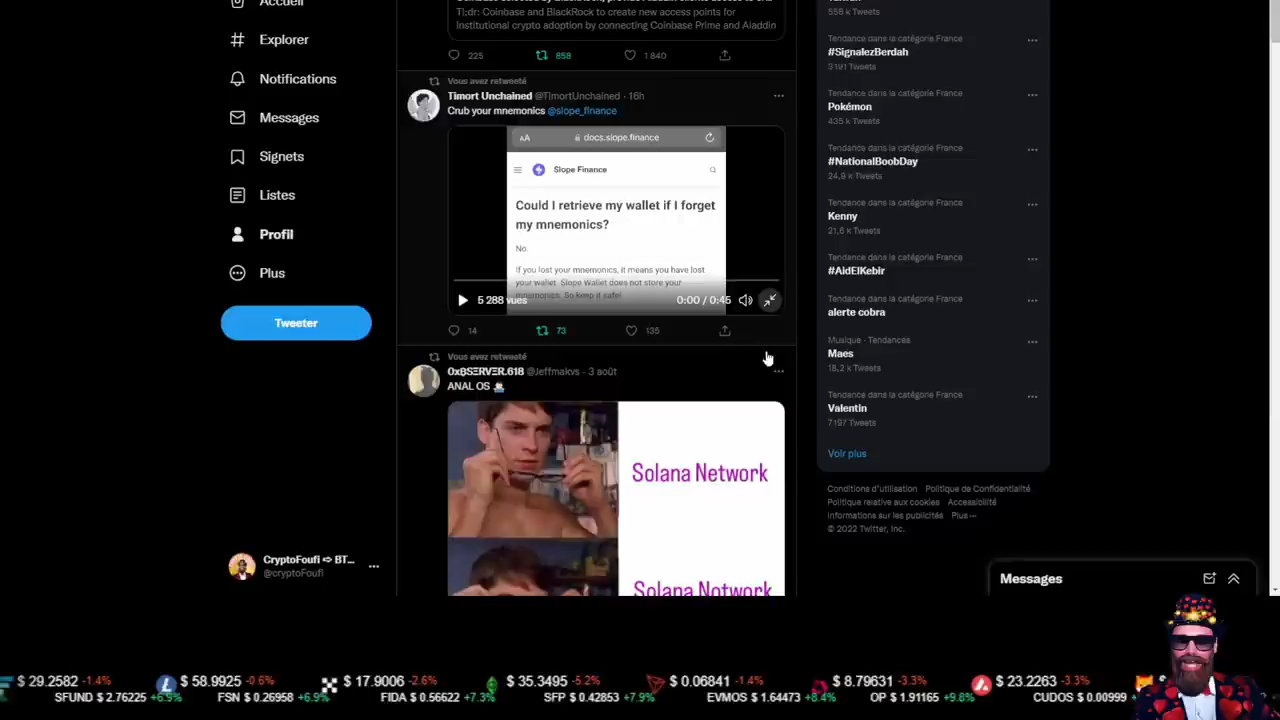 Accueil
Explorer
Notifications
Messages
Signets
Listes
Profil
Plus
Tweeter
CryptoFoufi ➪ BT...
@cryptoFoufi
Tl;dr: Coinbase and BlackRock to create new access points for
institutional crypto adoption by connecting Coinbase Prime and Aladdin
225 858 1 840
Vous avez retweeté
Timort Unchained @TimortUnchained · 16h
Crub your mnemonics @slope_finance
AA docs.slope.finance
Slope Finance
Could I retrieve my wallet if I forget
my mnemonics?
No.
If you lost your mnemonics, it means you have lost
your wallet. Slope Wallet does not store your
mnemonics. So keep it safe!
5 288 vues 0:00 / 0:45
14 73 135
Vous avez retweeté
0xβSERVER.618 @Jeffmakvs · 3 août
ANAL OS
Solana Network
Solana Network
558 k Tweets
Tendance dans la catégorie France
#SignalezBerdah
3 191 Tweets
Tendance dans la catégorie France
Pokémon
435 k Tweets
Tendance dans la catégorie France
#NationalBoobDay
24,9 k Tweets
Tendance dans la catégorie France
Kenny
21,6 k Tweets
Tendance dans la catégorie France
#AidElKebir
Tendance dans la catégorie France
alerte cobra
Musique · Tendances
Maes
18,2 k Tweets
Tendance dans la catégorie France
Valentin
7 197 Tweets
Voir plus
Conditions d'utilisation Politique de Confidentialité
Politique relative aux cookies Accessibilité
Informations sur les publicités Plus ···
© 2022 Twitter, Inc.
Messages
$ 29.2582 -1.4% $ 58.9925 -0.6% $ 17.9006 -2.6% $ 35.3495 -5.2% $ 0.06841 -1.4% $ 8.79631 -3.3% $ 23.2263 -3.3%
SFUND $ 2.76225 +6.9% FSN $ 0.26958 +6.9% FIDA $ 0.56622 +7.3% SFP $ 0.42853 +7.9% EVMOS $ 1.64473 +8.4% OP $ 1.91165 +9.8% CUDOS $ 0.00999